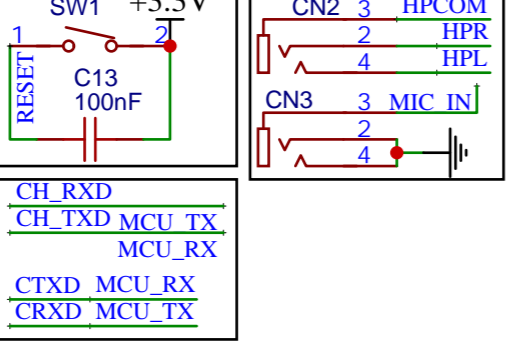 SW1 +3.3V
1 2
RESET
C13
100nF
CN2 3 HPCOM
2 HPR
4 HPL
CN3 3 MIC_IN
2
4
CH_RXD
CH_TXD MCU_TX
MCU_RX
CTXD MCU_RX
CRXD MCU_TX